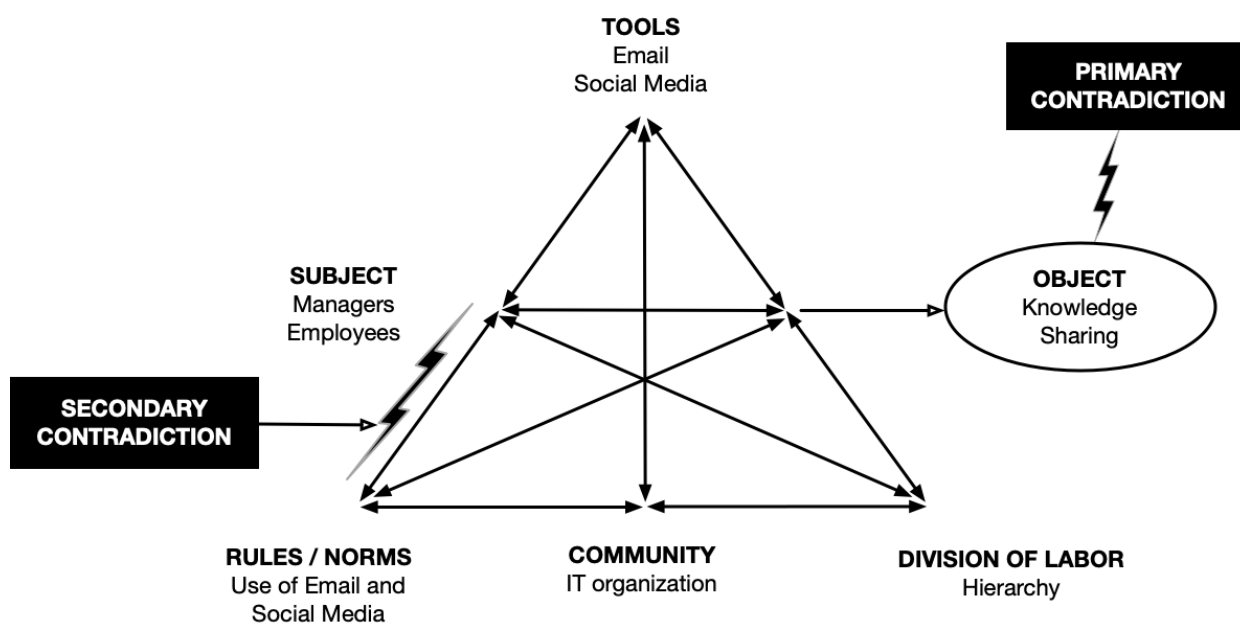 TOOLS
Email
Social Media
PRIMARY
CONTRADICTION
SUBJECT
Managers
Employees
OBJECT
Knowledge
Sharing
SECONDARY
CONTRADICTION
RULES / NORMS
Use of Email and
Social Media
COMMUNITY
IT organization
DIVISION OF LABOR
Hierarchy